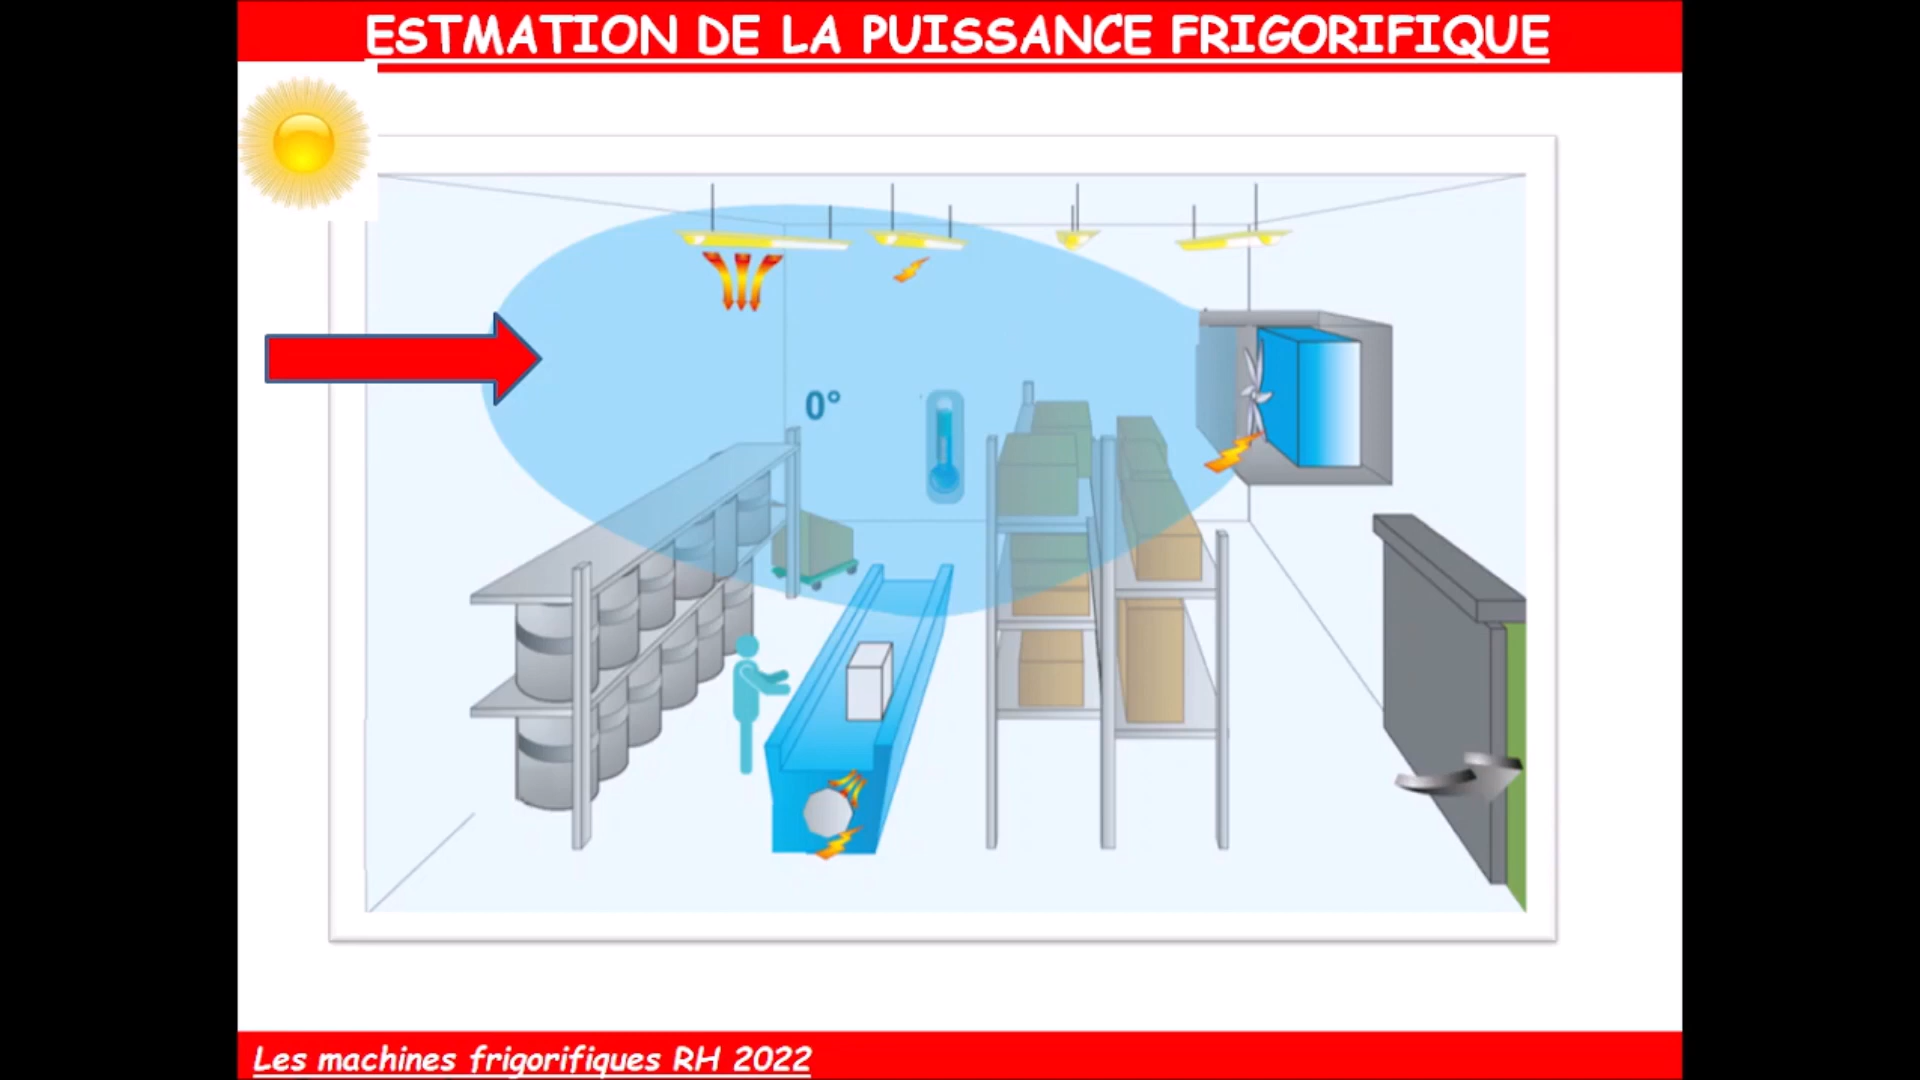 ESTMATION DE LA PUISSANCE FRIGORIFIQUE
0°
Les machines frigorifiques RH 2022